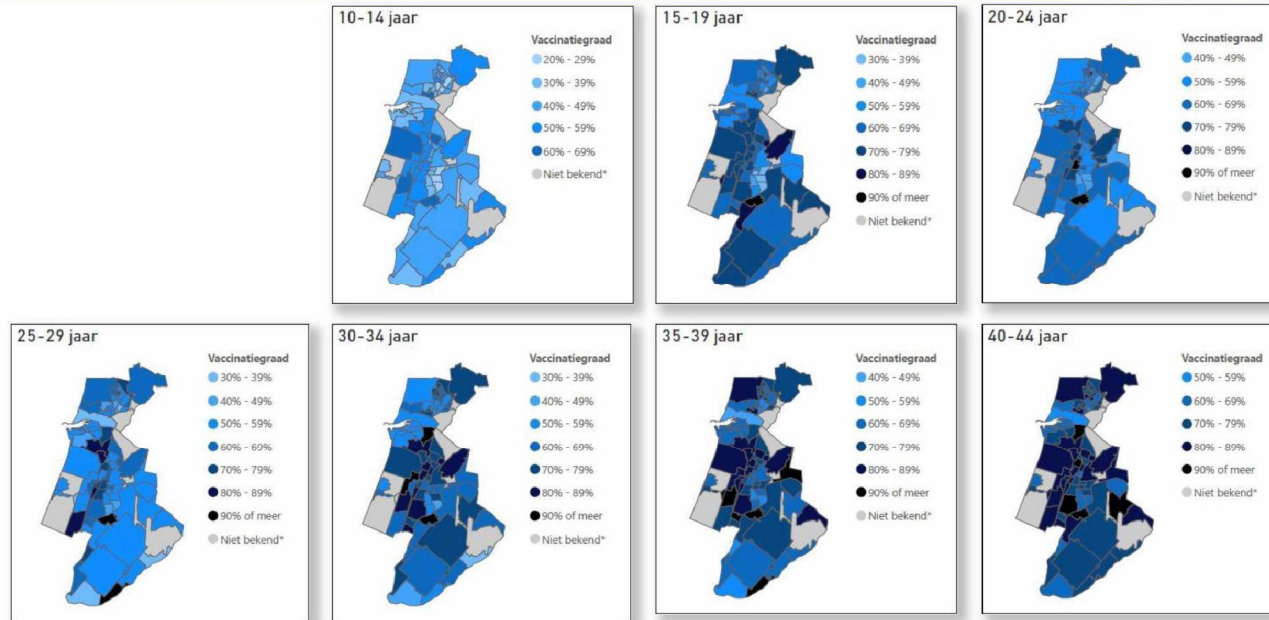 10-14 jaar
Vaccinatiegraad
20% - 29%
30% - 39%
40% - 49%
50% - 59%
60% - 69%
Niet bekend*
15-19 jaar
Vaccinatiegraad
30% - 39%
40% - 49%
50% - 59%
60% - 69%
70% - 79%
80% - 89%
90% of meer
Niet bekend*
20-24 jaar
Vaccinatiegraad
40% - 49%
50% - 59%
60% - 69%
70% - 79%
80% - 89%
90% of meer
Niet bekend*
25-29 jaar
Vaccinatiegraad
30% - 39%
40% - 49%
50% - 59%
60% - 69%
70% - 79%
80% - 89%
90% of meer
Niet bekend*
30-34 jaar
Vaccinatiegraad
30% - 39%
40% - 49%
50% - 59%
60% - 69%
70% - 79%
80% - 89%
90% of meer
Niet bekend*
35-39 jaar
Vaccinatiegraad
40% - 49%
50% - 59%
60% - 69%
70% - 79%
80% - 89%
90% of meer
Niet bekend*
40-44 jaar
Vaccinatiegraad
50% - 59%
60% - 69%
70% - 79%
80% - 89%
90% of meer
Niet bekend*